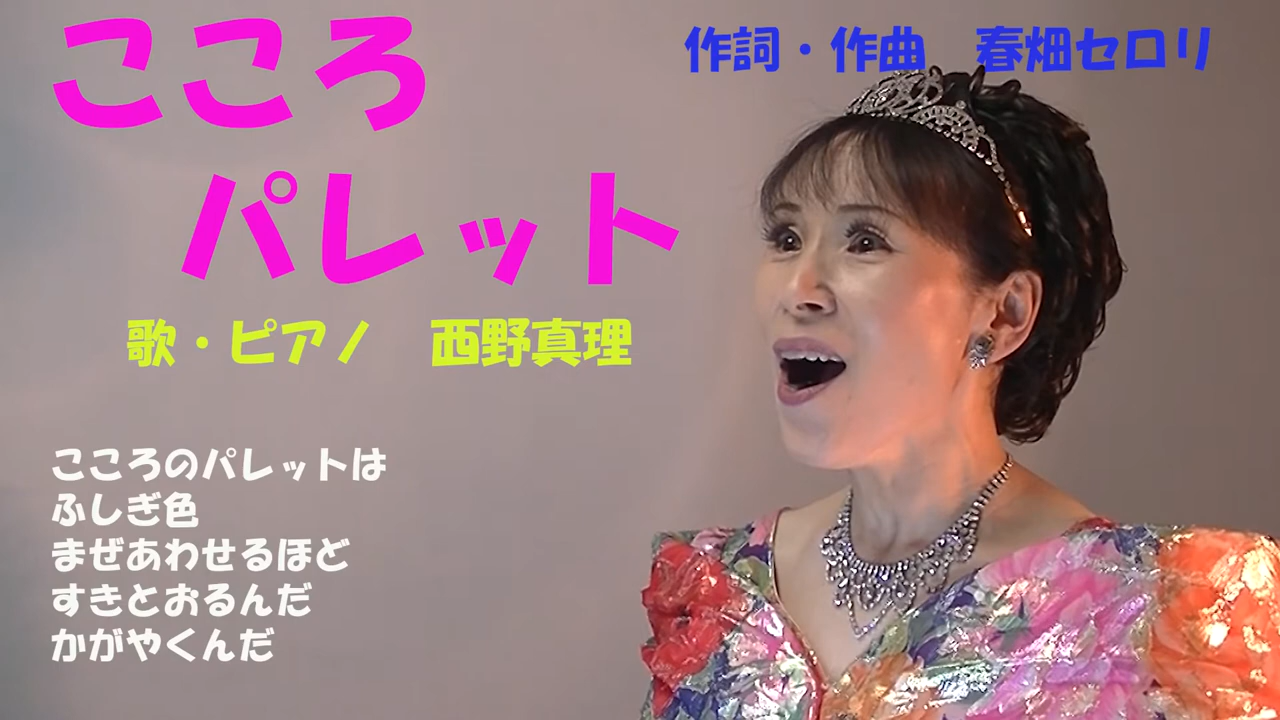 こころ
パレット
作詞・作曲　春畑セロリ
歌・ピアノ　西野真理
こころのパレットは
ふしぎ色
まぜあわせるほど
すきとおるんだ
かがやくんだ